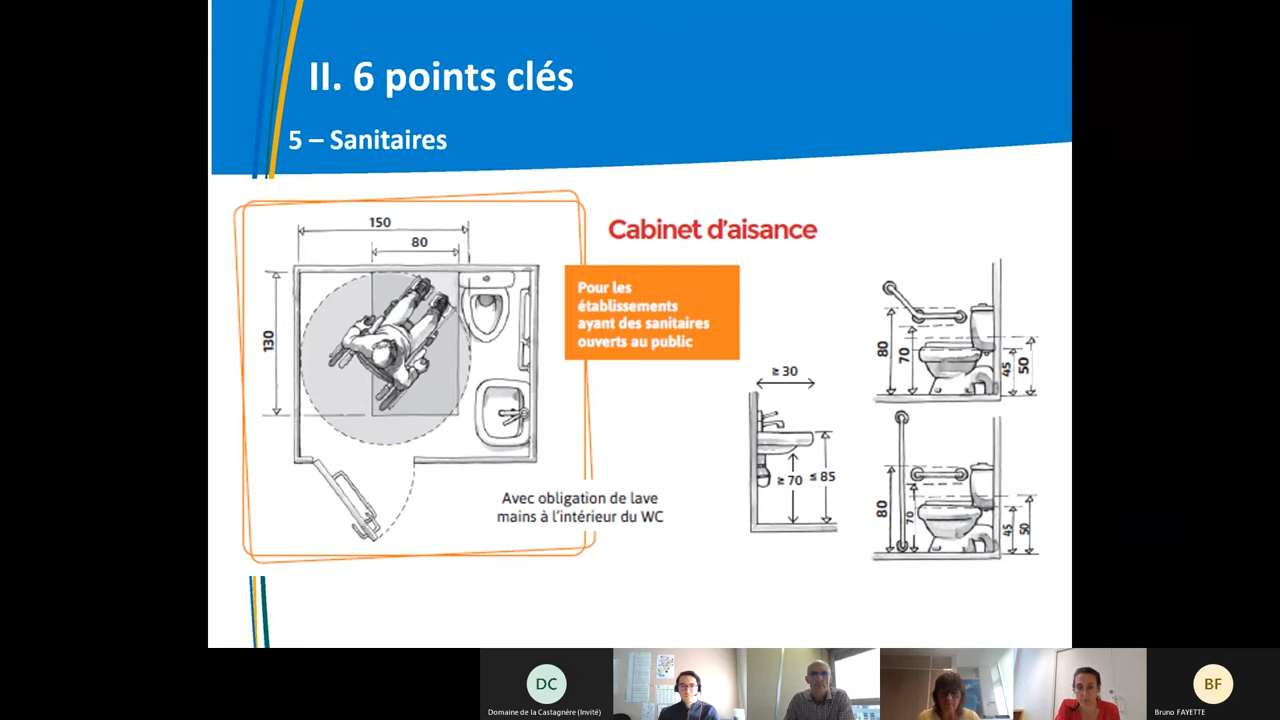 II. 6 points clés
5 – Sanitaires
150
80
130
Cabinet d'aisance
Pour les
établissements
ayant des sanitaires
ouverts au public
Avec obligation de lave
mains à l'intérieur du WC
≥ 30
≥ 70
≤ 85
80
70
45
50
80
70
45
50
DC
Domaine de la Castagnère (Invité)
BF
Bruno FAYETTE